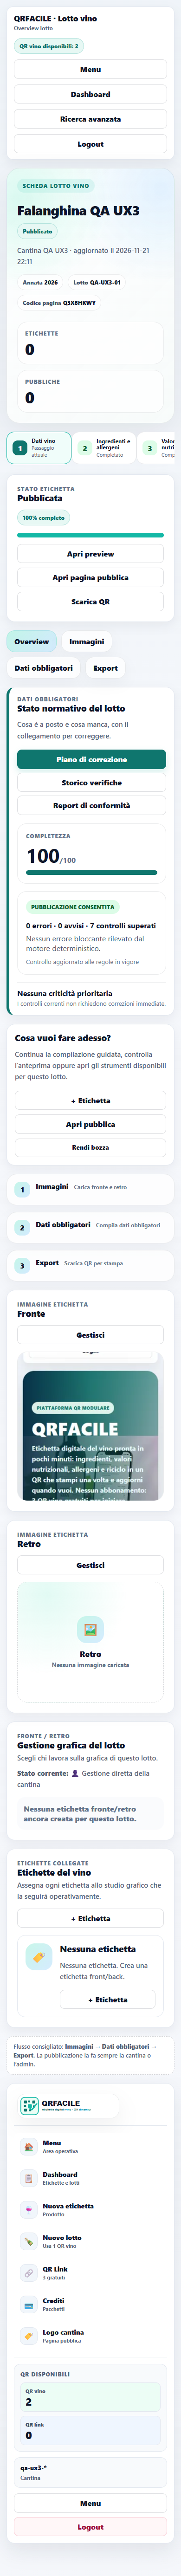 QRFACILE · Lotto vino
Overview lotto
QR vino disponibili: 2
Menu
Dashboard
Ricerca avanzata
Logout
SCHEDA LOTTO VINO
Falanghina QA UX3
Pubblicata
Cantina QA UX3 · aggiornato il 2026-11-21
22:11
Annata 2026
Lotto QA-UX3-01
Codice pagina Q3X8HKWY
ETICHETTE
0
PUBBLICHE
0
1 Dati vino
Passaggio
attuale
2 Ingredienti e
allergeni
Completato
3
STATO ETICHETTA
Pubblicata
100% completo
Apri preview
Apri pagina pubblica
Scarica QR
Overview
Immagini
Dati obbligatori
Export
DATI OBBLIGATORI
Stato normativo del lotto
Cosa è a posto e cosa manca, con il
collegamento per correggere.
Piano di correzione
Storico verifiche
Report di conformità
COMPLETEZZA
100/100
PUBBLICAZIONE CONSENTITA
0 errori · 0 avvisi · 7 controlli superati
Nessun errore bloccante rilevato dal
motore deterministico.
Controllo aggiornato alle regole in vigore
Nessuna criticità prioritaria
I controlli correnti non richiedono correzioni immediate.
Cosa vuoi fare adesso?
Continua la compilazione guidata, controlla
l'anteprima oppure apri gli strumenti disponibili
per questo lotto.
+ Etichetta
Apri pubblica
Rendi bozza
1 Immagini Carica fronte e retro
2 Dati obbligatori Compila dati obbligatori
3 Export Scarica QR per stampa
IMMAGINE ETICHETTA
Fronte
Gestisci
PIATTAFORMA QR MODULARE
QRFACILE
Etichetta digitale del vino pronta in
pochi minuti: ingredienti, valori
nutrizionali, allergeni e riciclo in un
QR che stampi una volta e aggiorni
quando vuoi. Nessun abbonamento:
IMMAGINE ETICHETTA
Retro
Gestisci
Retro
Nessuna immagine caricata
FRONTE / RETRO
Gestione grafica del lotto
Scegli chi lavora sulla grafica di questo lotto.
Stato corrente: Gestione diretta della
cantina
Nessuna etichetta fronte/retro
ancora creata per questo lotto.
ETICHETTE COLLEGATE
Etichette del vino
Assegna ogni etichetta allo studio grafico che
la seguirà operativamente.
+ Etichetta
Nessuna etichetta
Nessuna etichetta. Crea una
etichetta front/back.
+ Etichetta
Flusso consigliato: Immagini → Dati obbligatori →
Export. La pubblicazione la fa sempre la cantina o
l'admin.
QRFACILE
Menu
Area operativa
Dashboard
Etichette e lotti
Nuova etichetta
Prodotto
Nuovo lotto
Usa 1 QR vino
QR Link
3 gratuiti
Crediti
Pacchetti
Logo cantina
Pagina pubblica
QR DISPONIBILI
QR vino
2
QR link
0
qa-ux3-*
Cantina
Menu
Logout